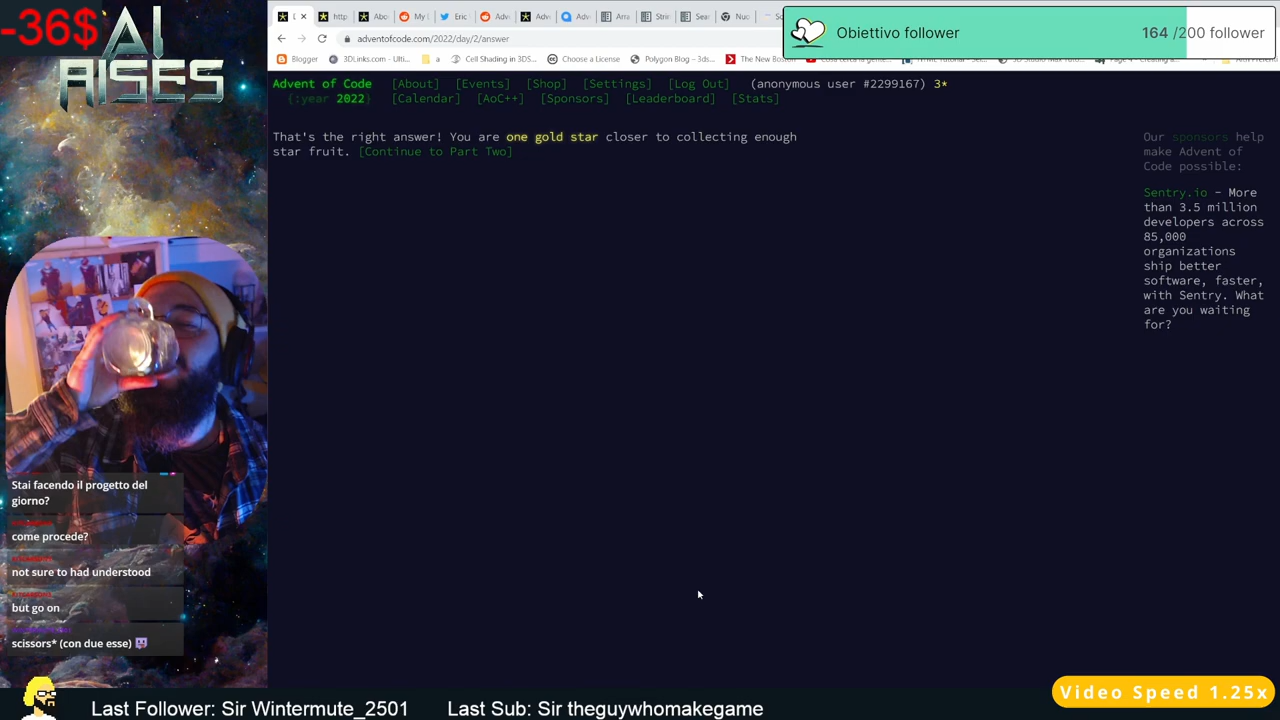 -36$
AI
RISES
Obiettivo follower
164 /200 follower
adventofcode.com/2022/day/2/answer
Blogger
3DLinks.com - Ulti...
a
Cell Shading in 3DS...
Choose a License
Polygon Blog – 3ds...
The New Boston
Advent of Code
[About]
[Events]
[Shop]
[Settings]
[Log Out]
(anonymous user #2299167) 3*
{:year 2022}
[Calendar]
[AoC++]
[Sponsors]
[Leaderboard]
[Stats]
That's the right answer! You are one gold star closer to collecting enough
star fruit. [Continue to Part Two]
Our sponsors help
make Advent of
Code possible:
Sentry.io - More
than 3.5 million
developers across
85,000
organizations
ship better
software, faster,
with Sentry. What
are you waiting
for?
Stai facendo il progetto del
giorno?
come procede?
not sure to had understood
but go on
scissors* (con due esse)
Video Speed 1.25x
Last Follower: Sir Wintermute_2501
Last Sub: Sir theguywhomakegame